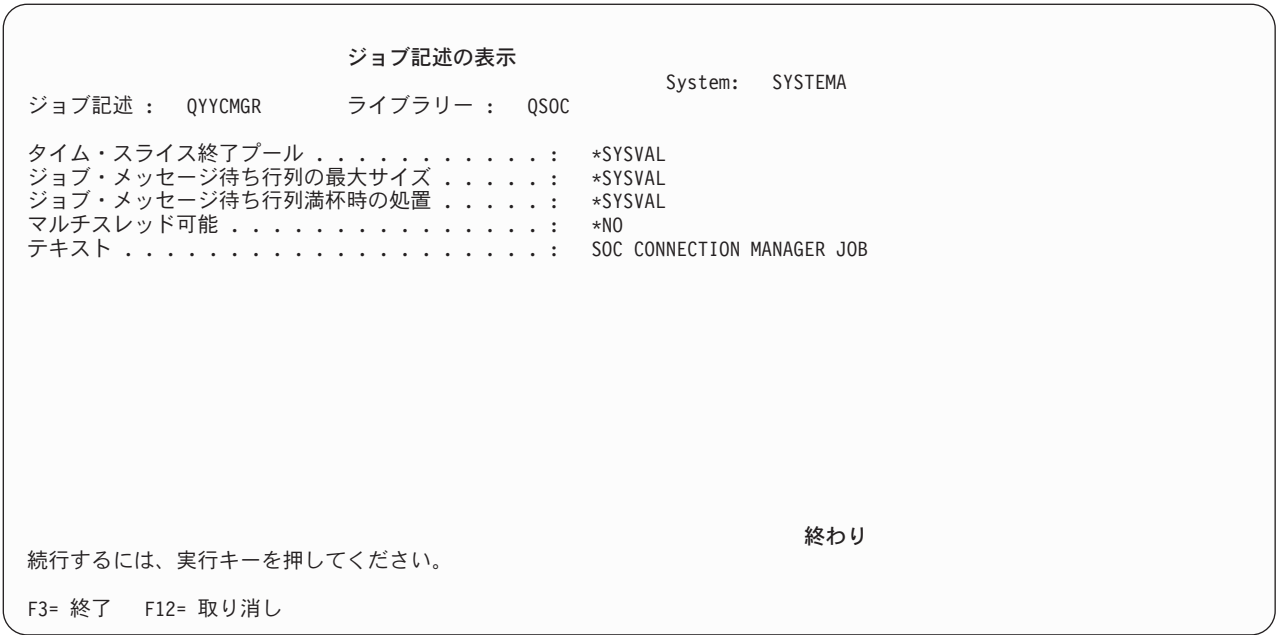 ジョブ記述の表示
System: SYSTEMA
ジョブ記述 : QYYCMGR ライブラリー : QSOC
タイム・スライス終了プール . . . . . . . . . . . : *SYSVAL
ジョブ・メッセージ待ち行列の最大サイズ . . . . . : *SYSVAL
ジョブ・メッセージ待ち行列満杯時の処置 . . . . . : *SYSVAL
マルチスレッド可能 . . . . . . . . . . . . . . . : *NO
テキスト . . . . . . . . . . . . . . . . . . . . : SOC CONNECTION MANAGER JOB
終わり
続行するには、実行キーを押してください。
F3= 終了 F12= 取り消し